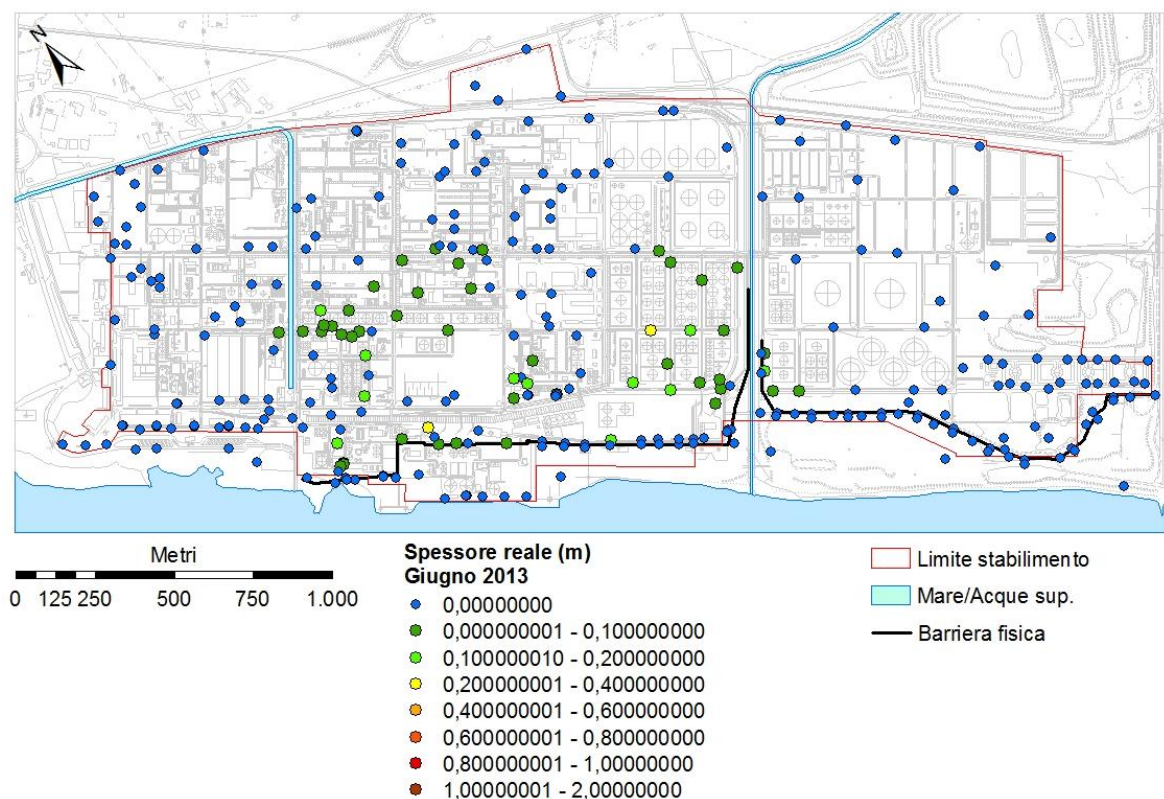 N
Metri
0 125 250 500 750 1.000
Spessore reale (m)
Giugno 2013
0,00000000
0,000000001 - 0,100000000
0,100000010 - 0,200000000
0,200000001 - 0,400000000
0,400000001 - 0,600000000
0,600000001 - 0,800000000
0,800000001 - 1,00000000
1,00000001 - 2,00000000
Limite stabilimento
Mare/Acque sup.
Barriera fisica